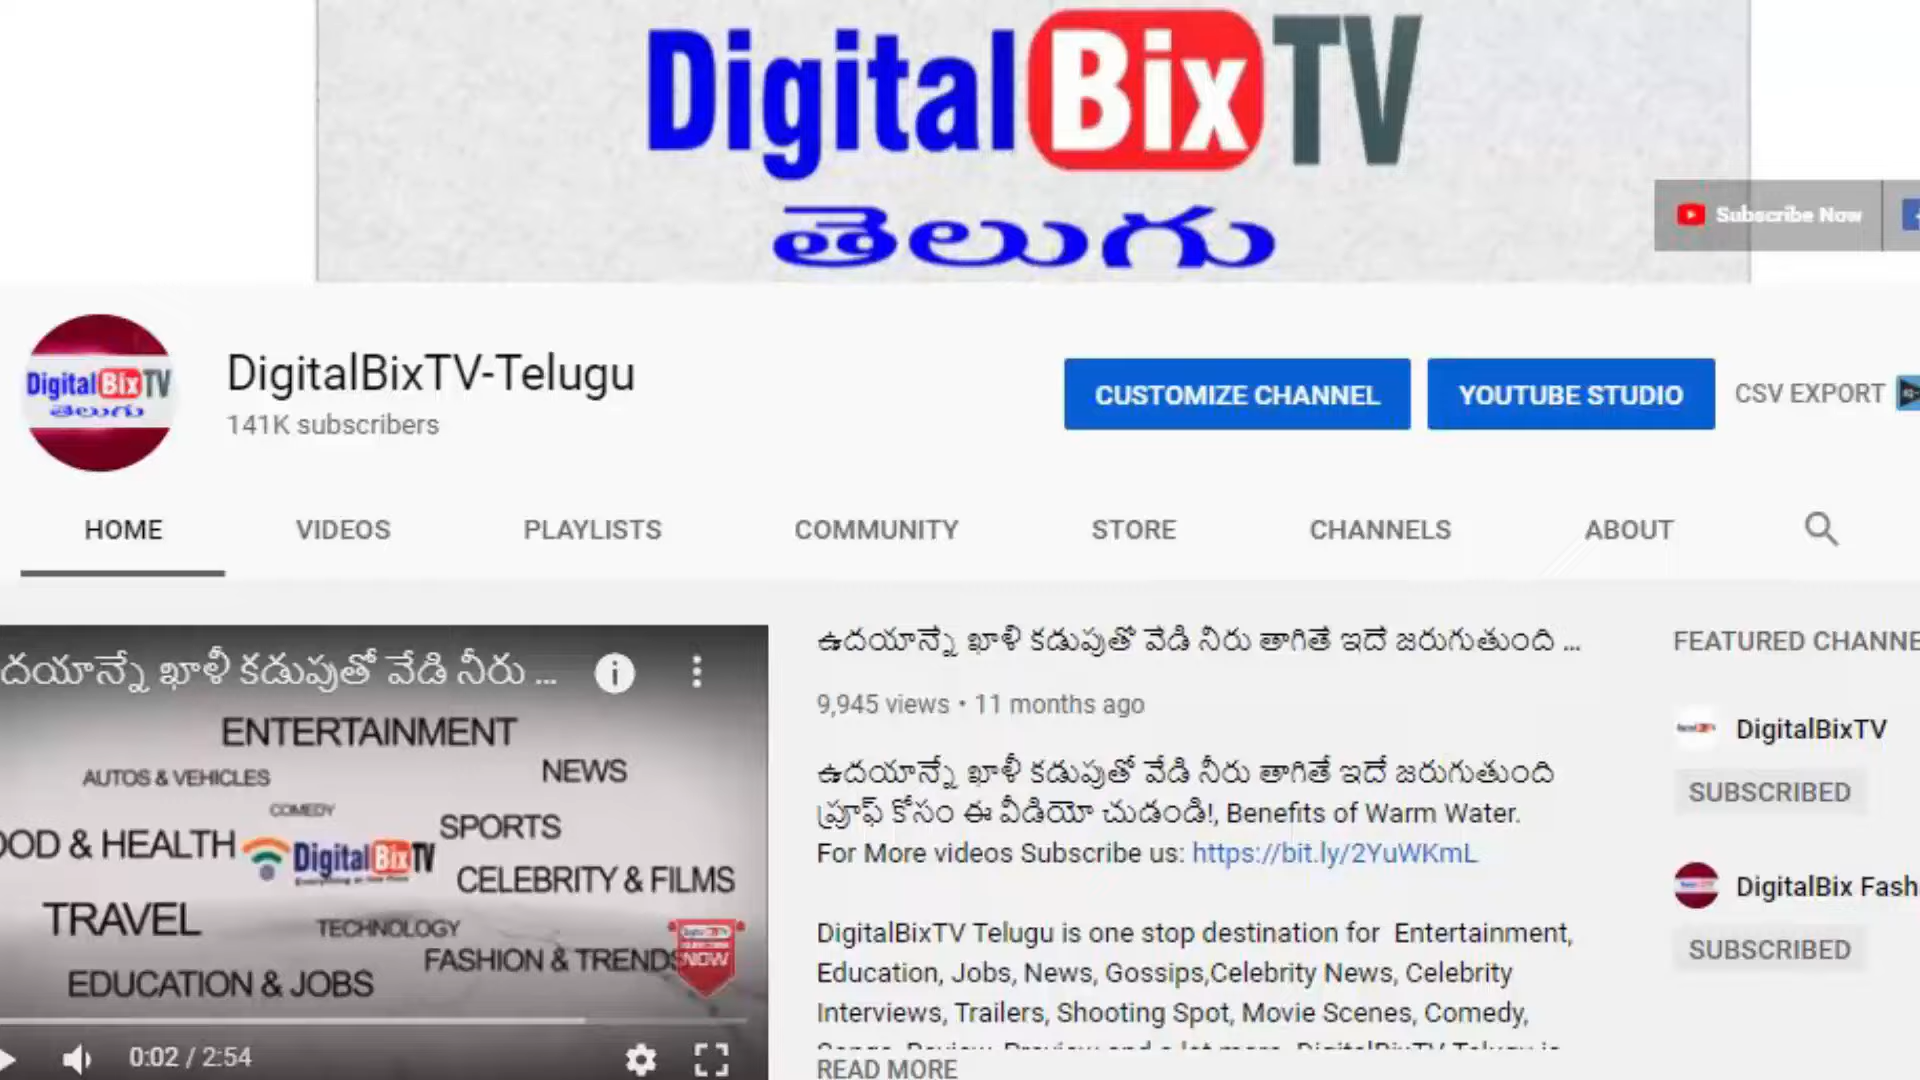 DigitalBixTV
తెలుగు
Subscribe Now
DigitalBixTV
తెలుగు
DigitalBixTV-Telugu
141K subscribers
CUSTOMIZE CHANNEL
YOUTUBE STUDIO
CSV EXPORT
HOME
VIDEOS
PLAYLISTS
COMMUNITY
STORE
CHANNELS
ABOUT
దయాన్నే ఖాళీ కడుపుతో వేడి నీరు ...
ENTERTAINMENT
AUTOS & VEHICLES
NEWS
COMEDY
SPORTS
OOD & HEALTH
DigitalBixTV
CELEBRITY & FILMS
TRAVEL
TECHNOLOGY
FASHION & TRENDS
NOW
EDUCATION & JOBS
0:02 / 2:54
ఉదయాన్నే ఖాళీ కడుపుతో వేడి నీరు తాగితే ఇదే జరుగుతుంది ...
9,945 views • 11 months ago
ఉదయాన్నే ఖాళీ కడుపుతో వేడి నీరు తాగితే ఇదే జరుగుతుంది
ప్రూఫ్ కోసం ఈ వీడియో చుడండి!, Benefits of Warm Water.
For More videos Subscribe us: https://bit.ly/2YuWKmL
DigitalBixTV Telugu is one stop destination for Entertainment,
Education, Jobs, News, Gossips,Celebrity News, Celebrity
Interviews, Trailers, Shooting Spot, Movie Scenes, Comedy,
READ MORE
FEATURED CHANNE
DigitalBixTV
SUBSCRIBED
DigitalBix Fash
SUBSCRIBED